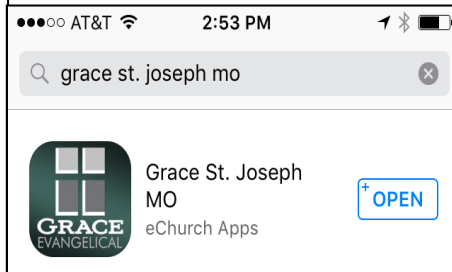 AT&T 2:53 PM
grace st. joseph mo
Grace St. Joseph
MO
eChurch Apps
+ OPEN
GRACE
EVANGELICAL